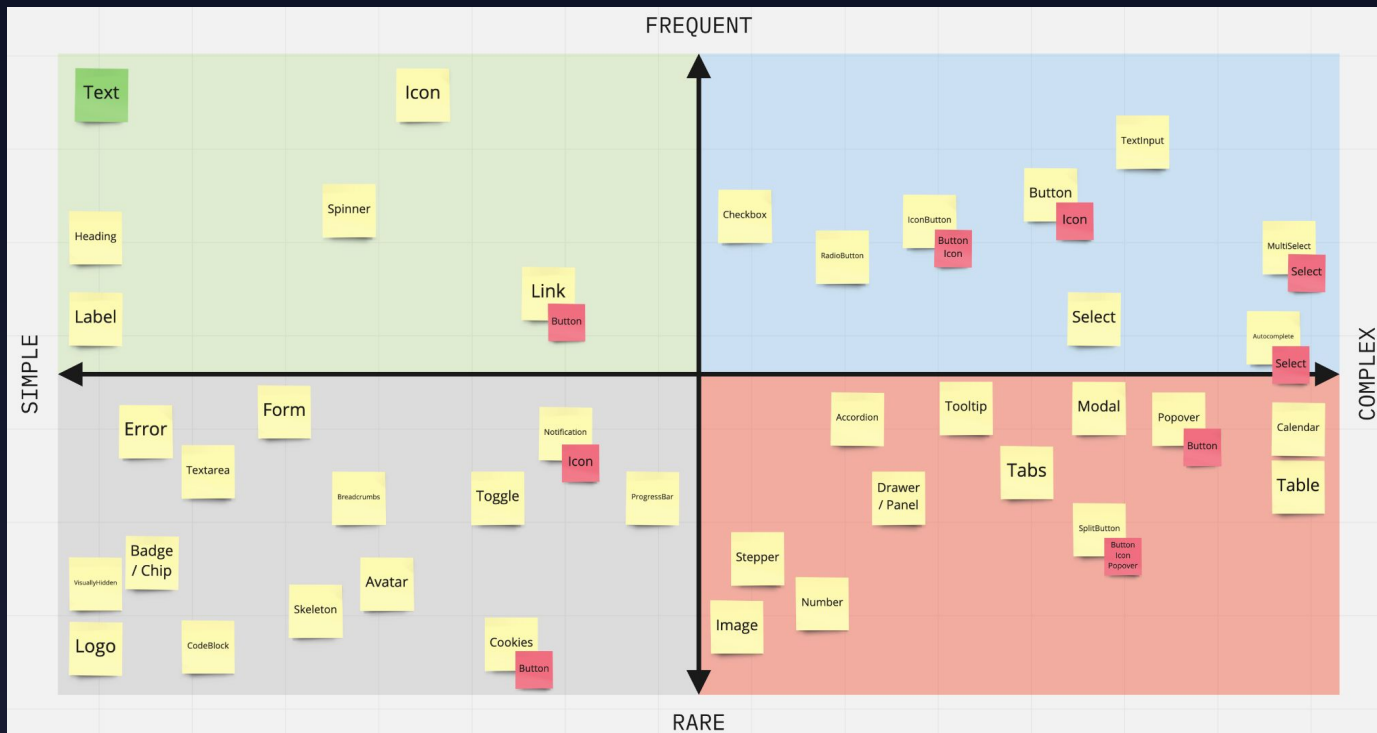 FREQUENT
Text
Icon
TextInput
Spinner
Heading
Label
Link
Button
Checkbox
RadioButton
IconButton
Button
Icon
Button
Icon
MultiSelect
Select
Select
Autocomplete
Select
SIMPLE
COMPLEX
Error
Form
Textarea
Breadcrumbs
Toggle
Notification
Icon
ProgressBar
VisuallyHidden
Badge
/ Chip
Skeleton
Avatar
Logo
CodeBlock
Cookies
Button
Accordion
Tooltip
Modal
Popover
Button
Calendar
Drawer
/ Panel
Tabs
Table
SplitButton
Button
Icon
Popover
Stepper
Number
Image
RARE